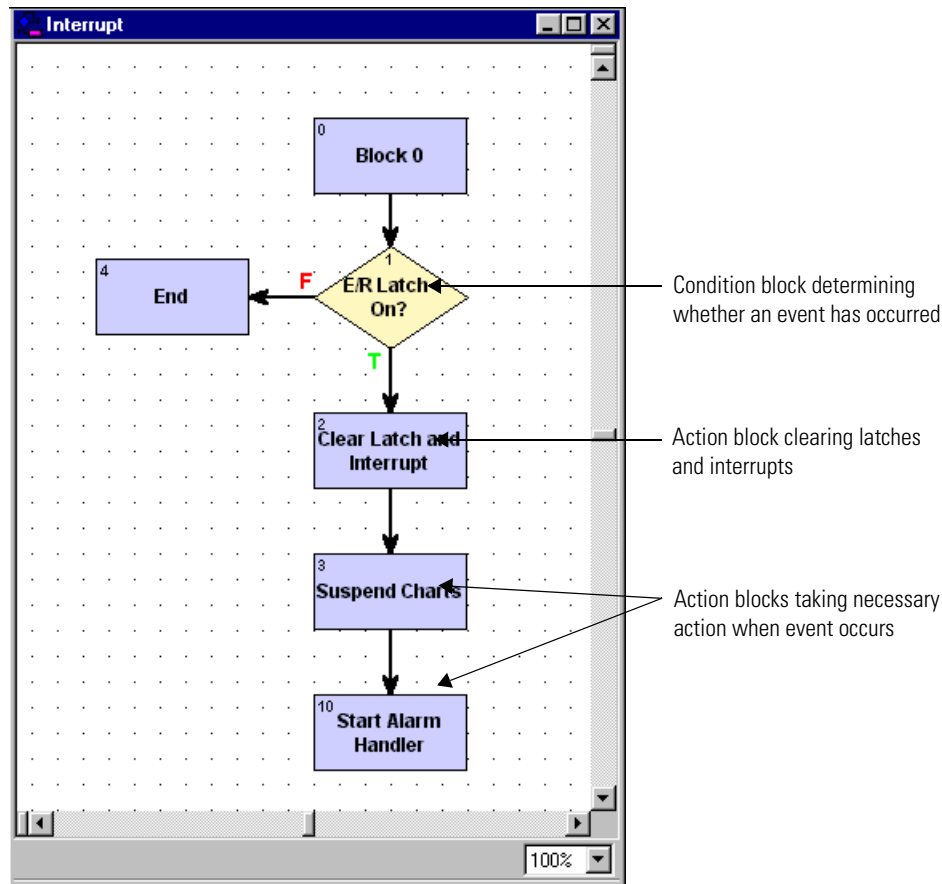 Interrupt
0
Block 0
1
E/R Latch
On?
F
4
End
T
2
Clear Latch and
Interrupt
3
Suspend Charts
10
Start Alarm
Handler
100%
Condition block determining
whether an event has occurred
Action block clearing latches
and interrupts
Action blocks taking necessary
action when event occurs